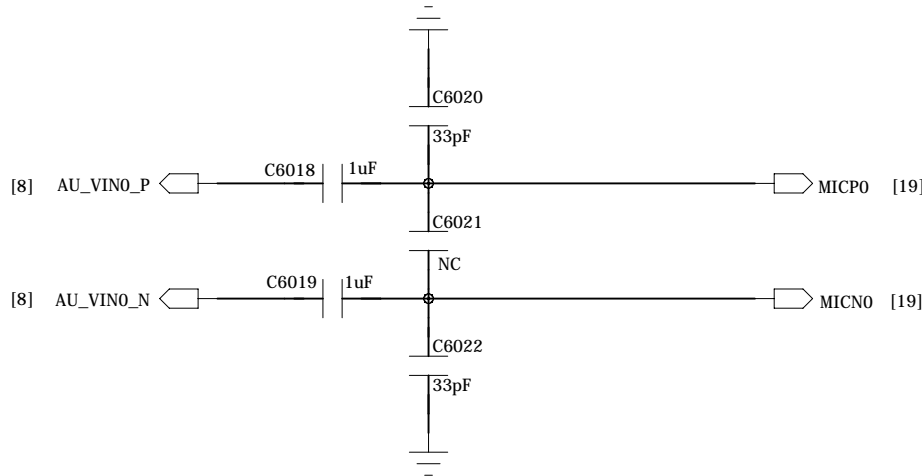 C6020
33pF
[8] AU_VIN0_P C6018 1uF MICP0 [19]
C6021
NC
[8] AU_VIN0_N C6019 1uF MICN0 [19]
C6022
33pF